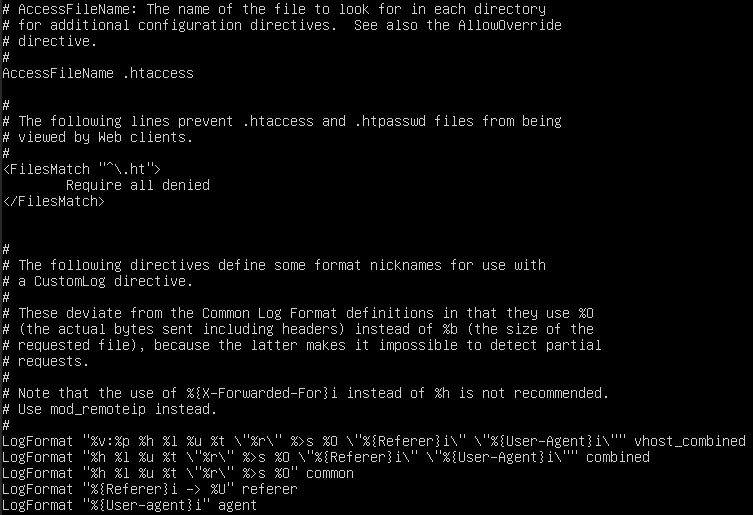 # AccessFileName: The name of the file to look for in each directory
# for additional configuration directives.  See also the AllowOverride
# directive.
#
AccessFileName .htaccess

#
# The following lines prevent .htaccess and .htpasswd files from being
# viewed by Web clients.
#
<FilesMatch "^\.ht">
        Require all denied
</FilesMatch>


#
# The following directives define some format nicknames for use with
# a CustomLog directive.
#
# These deviate from the Common Log Format definitions in that they use %O
# (the actual bytes sent including headers) instead of %b (the size of the
# requested file), because the latter makes it impossible to detect partial
# requests.
#
# Note that the use of %{X-Forwarded-For}i instead of %h is not recommended.
# Use mod_remoteip instead.
#
LogFormat "%v:%p %h %l %u %t \"%r\" %>s %O \"%{Referer}i\" \"%{User-Agent}i\"" vhost_combined
LogFormat "%h %l %u %t \"%r\" %>s %O \"%{Referer}i\" \"%{User-Agent}i\"" combined
LogFormat "%h %l %u %t \"%r\" %>s %O" common
LogFormat "%{Referer}i -> %U" referer
LogFormat "%{User-agent}i" agent